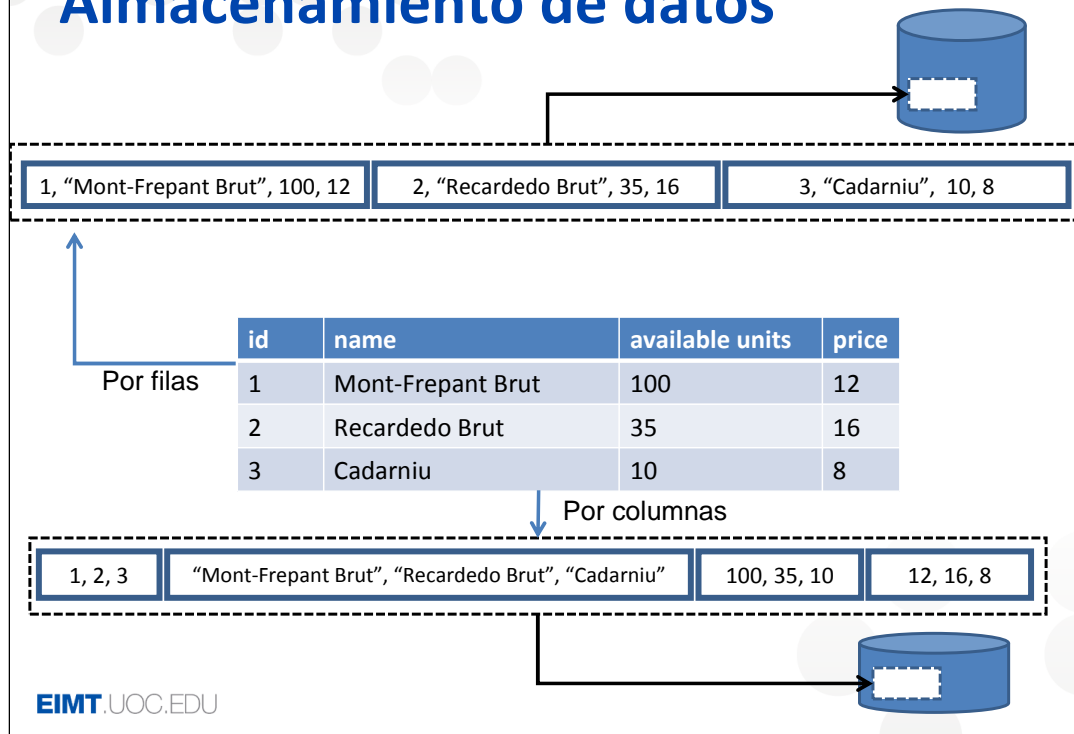 Almacenamiento de datos
1, “Mont-Frepant Brut”, 100, 12 2, “Recardedo Brut”, 35, 16 3, “Cadarniu”, 10, 8
id name available units price
Por filas 1 Mont-Frepant Brut 100 12
2 Recardedo Brut 35 16
3 Cadarniu 10 8
Por columnas
1, 2, 3 “Mont-Frepant Brut”, “Recardedo Brut”, “Cadarniu” 100, 35, 10 12, 16, 8
EIMT.UOC.EDU